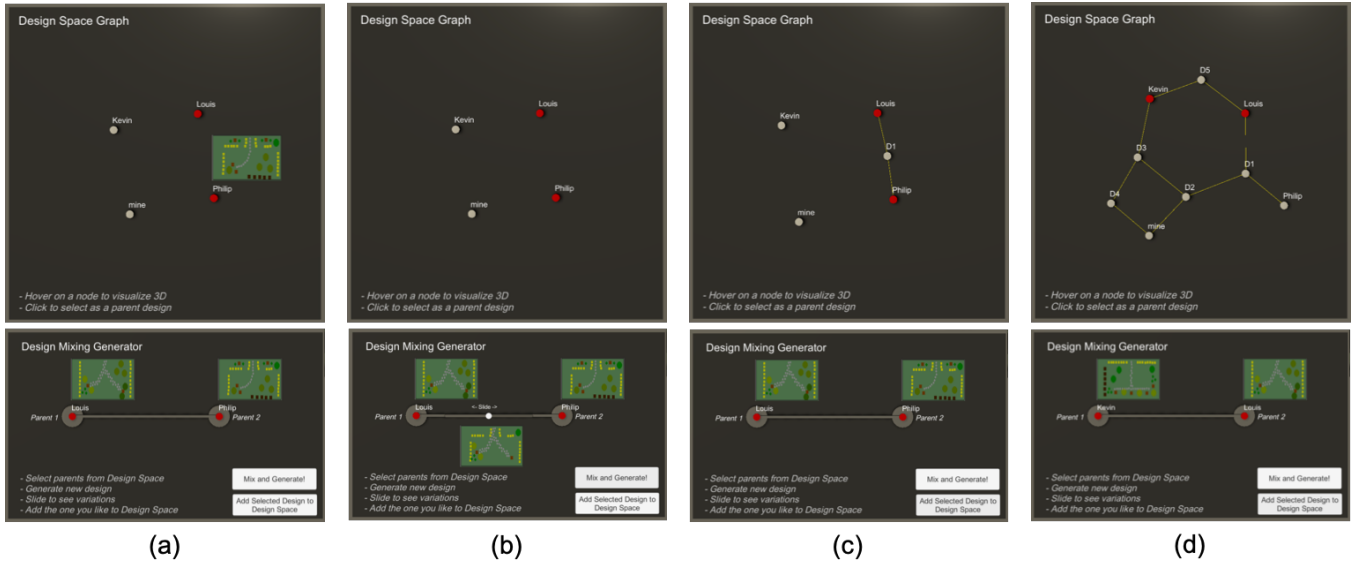 Design Space Graph
Louis
Kevin
Philip
mine
- Hover on a node to visualize 3D
- Click to select as a parent design
Design Mixing Generator
Louis
Philip
Parent 1
Parent 2
- Select parents from Design Space
- Generate new design
- Slide to see variations
- Add the one you like to Design Space
Mix and Generate!
Add Selected Design to
Design Space
(a)
Design Space Graph
Louis
Kevin
Philip
mine
- Hover on a node to visualize 3D
- Click to select as a parent design
Design Mixing Generator
Louis
<- Slide ->
Philip
Parent 1
Parent 2
- Select parents from Design Space
- Generate new design
- Slide to see variations
- Add the one you like to Design Space
Mix and Generate!
Add Selected Design to
Design Space
(b)
Design Space Graph
Louis
Kevin
D1
Philip
mine
- Hover on a node to visualize 3D
- Click to select as a parent design
Design Mixing Generator
Louis
Philip
Parent 1
Parent 2
- Select parents from Design Space
- Generate new design
- Slide to see variations
- Add the one you like to Design Space
Mix and Generate!
Add Selected Design to
Design Space
(c)
Design Space Graph
D5
Kevin
Louis
D3
D1
D4
D2
Philip
mine
- Hover on a node to visualize 3D
- Click to select as a parent design
Design Mixing Generator
Kevin
Louis
Parent 1
Parent 2
- Select parents from Design Space
- Generate new design
- Slide to see variations
- Add the one you like to Design Space
Mix and Generate!
Add Selected Design to
Design Space
(d)